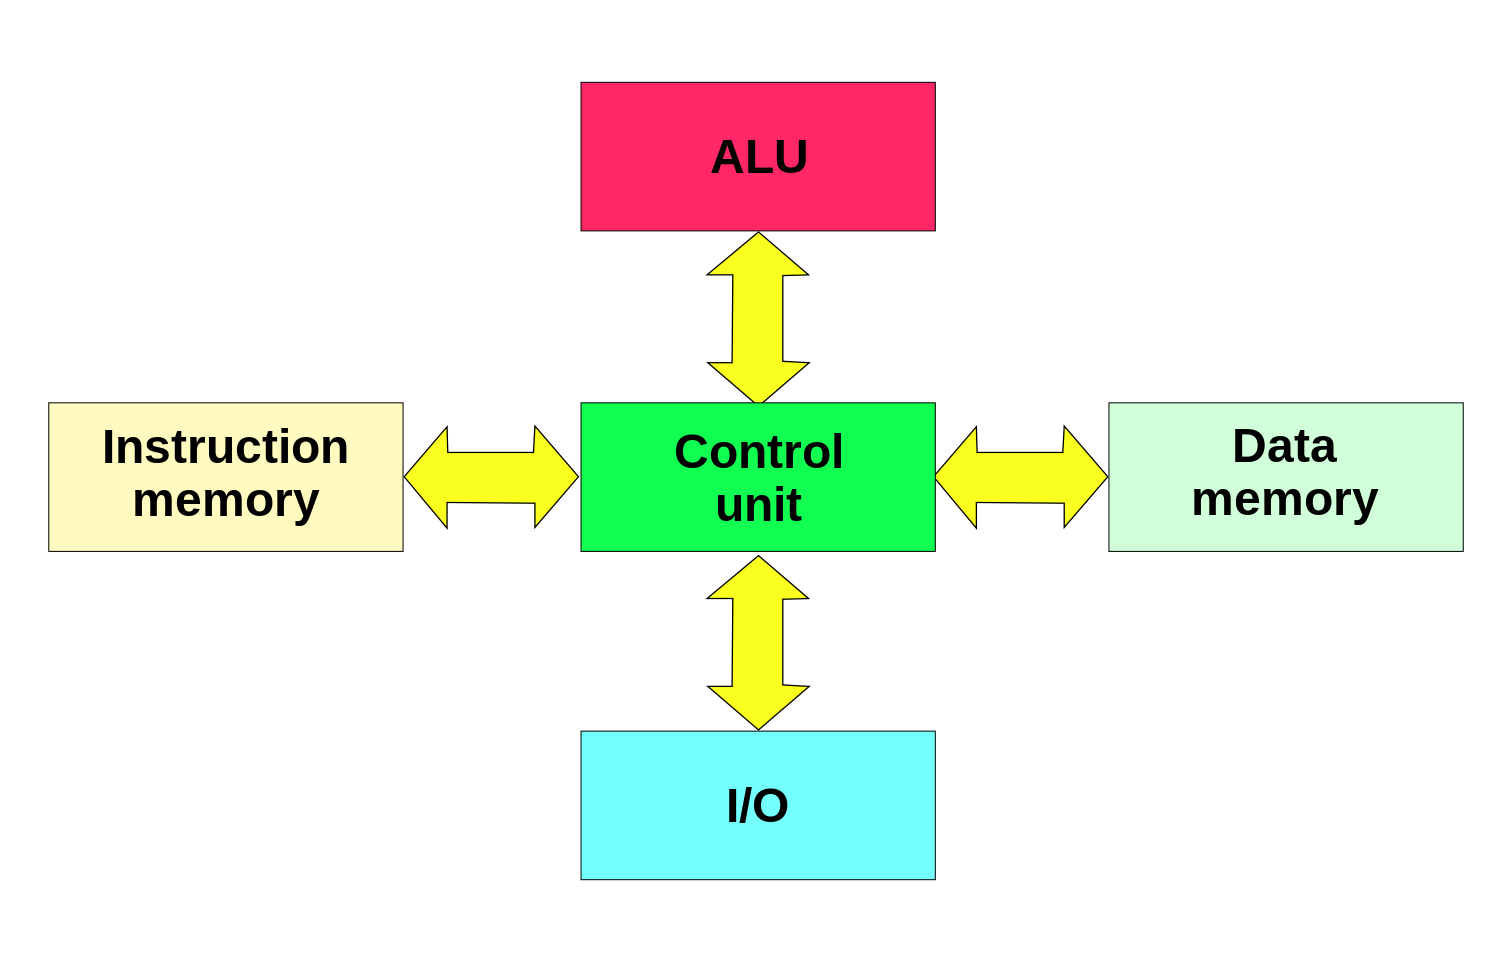 ALU
Instruction
memory
Control
unit
Data
memory
I/O